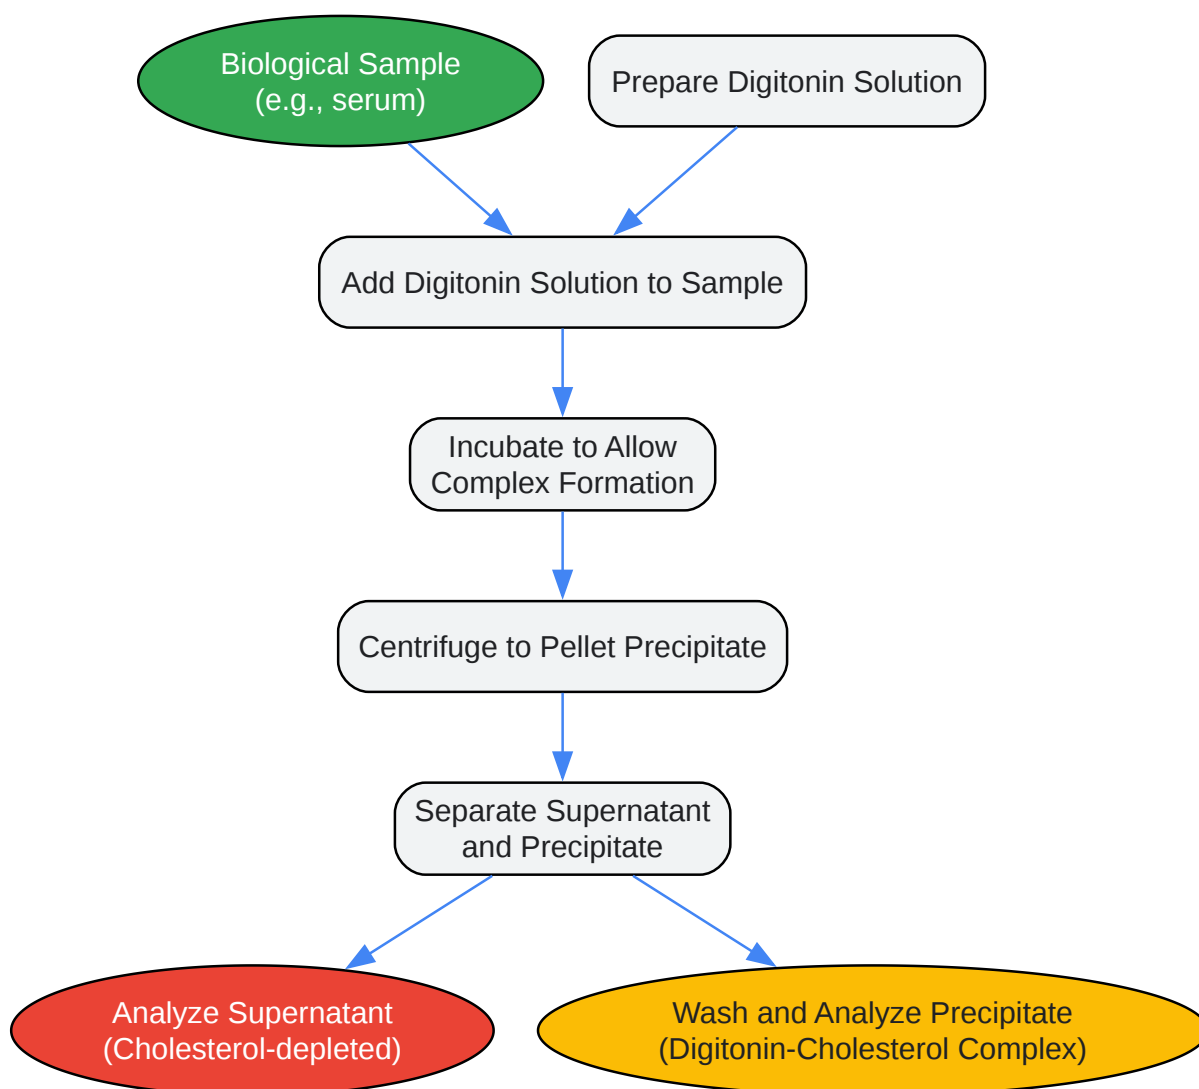 Biological Sample
(e.g., serum)
Prepare Digitonin Solution
Add Digitonin Solution to Sample
Incubate to Allow
Complex Formation
Centrifuge to Pellet Precipitate
Separate Supernatant
and Precipitate
Analyze Supernatant
(Cholesterol-depleted)
Wash and Analyze Precipitate
(Digitonin-Cholesterol Complex)